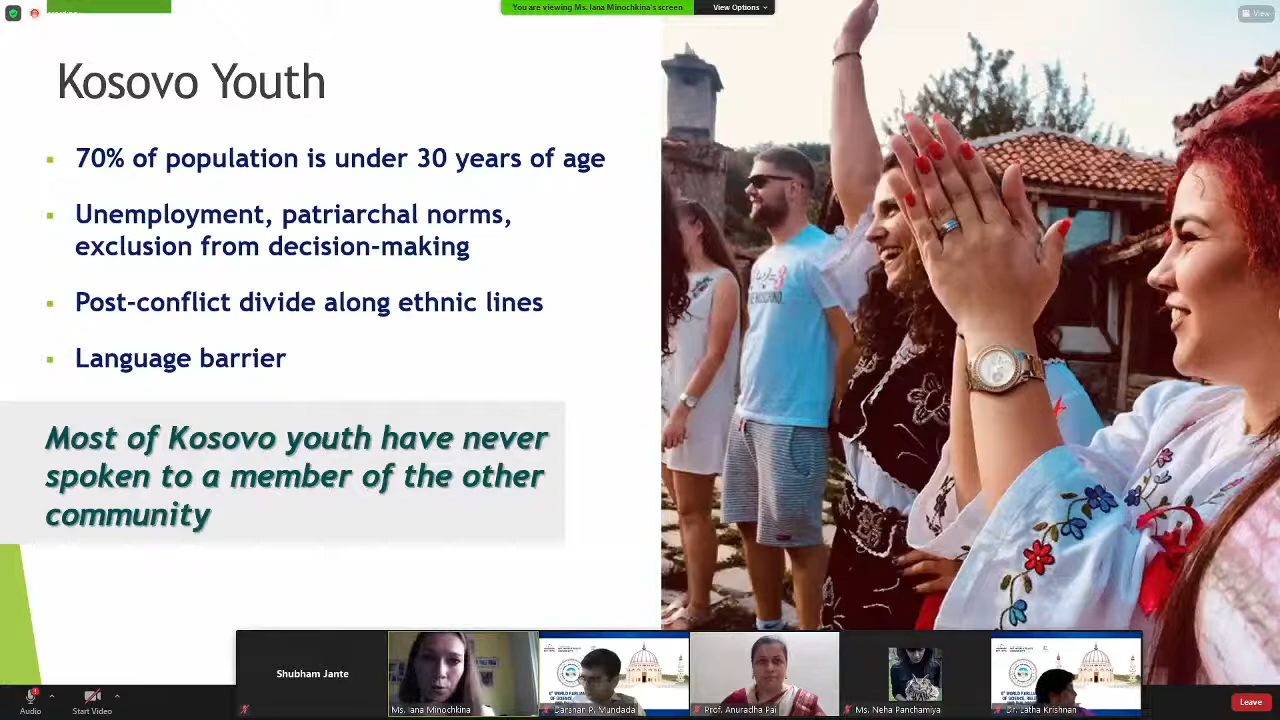 You are viewing Ms. Iana Minochkina's screen
View Options
View
Kosovo Youth
70% of population is under 30 years of age
Unemployment, patriarchal norms,
exclusion from decision-making
Post-conflict divide along ethnic lines
Language barrier
Most of Kosovo youth have never
spoken to a member of the other
community
Shubham Jante
Ms. Iana Minochkina
Darshan P. Mundada
Prof. Anuradha Pai
Ms. Neha Panchamiya
Dr. Latha Krishnan
Audio
Start Video
Leave